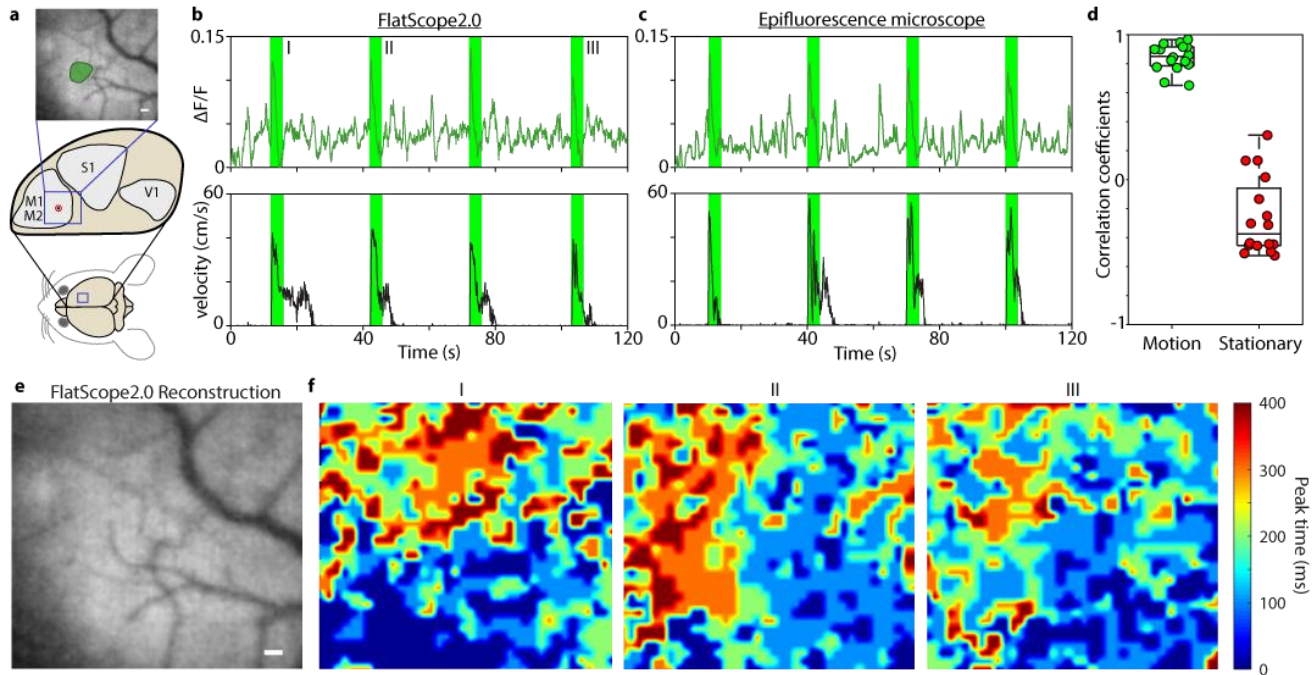 a
b
FlatScope2.0
c
Epifluorescence microscope
d
I
II
III
0.15
ΔF/F
0
60
velocity (cm/s)
0
0
40
80
120
Time (s)
0.15
0
60
0
0
40
80
120
Time (s)
S1
V1
M1
M2
1
0
-1
Correlation coefficients
Motion
Stationary
e
FlatScope2.0 Reconstruction
f
I
II
III
400
300
200
100
0
Peak time (ms)